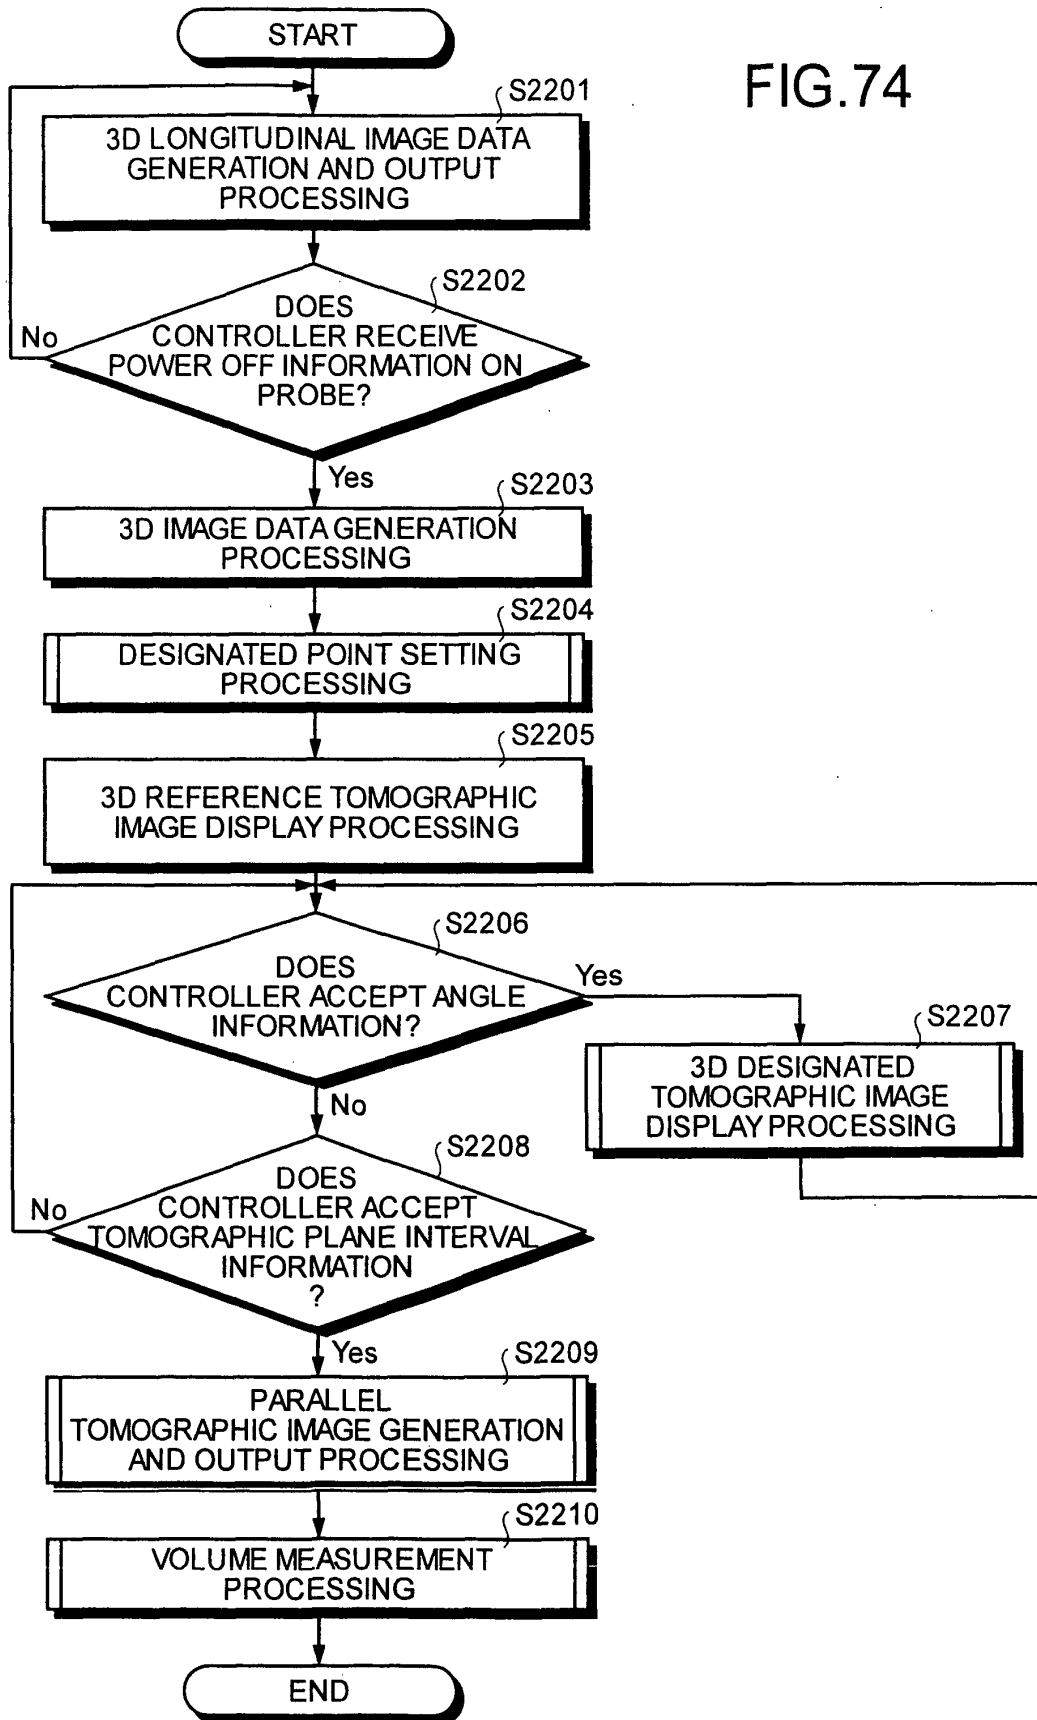 START
FIG.74
S2201
3D LONGITUDINAL IMAGE DATA
GENERATION AND OUTPUT
PROCESSING
S2202
DOES
CONTROLLER RECEIVE
POWER OFF INFORMATION ON
PROBE?
No
Yes
S2203
3D IMAGE DATA GENERATION
PROCESSING
S2204
DESIGNATED POINT SETTING
PROCESSING
S2205
3D REFERENCE TOMOGRAPHIC
IMAGE DISPLAY PROCESSING
S2206
DOES
CONTROLLER ACCEPT ANGLE
INFORMATION?
Yes
S2207
3D DESIGNATED
TOMOGRAPHIC IMAGE
DISPLAY PROCESSING
No
S2208
DOES
CONTROLLER ACCEPT
TOMOGRAPHIC PLANE INTERVAL
INFORMATION
?
No
Yes
S2209
PARALLEL
TOMOGRAPHIC IMAGE GENERATION
AND OUTPUT PROCESSING
S2210
VOLUME MEASUREMENT
PROCESSING
END